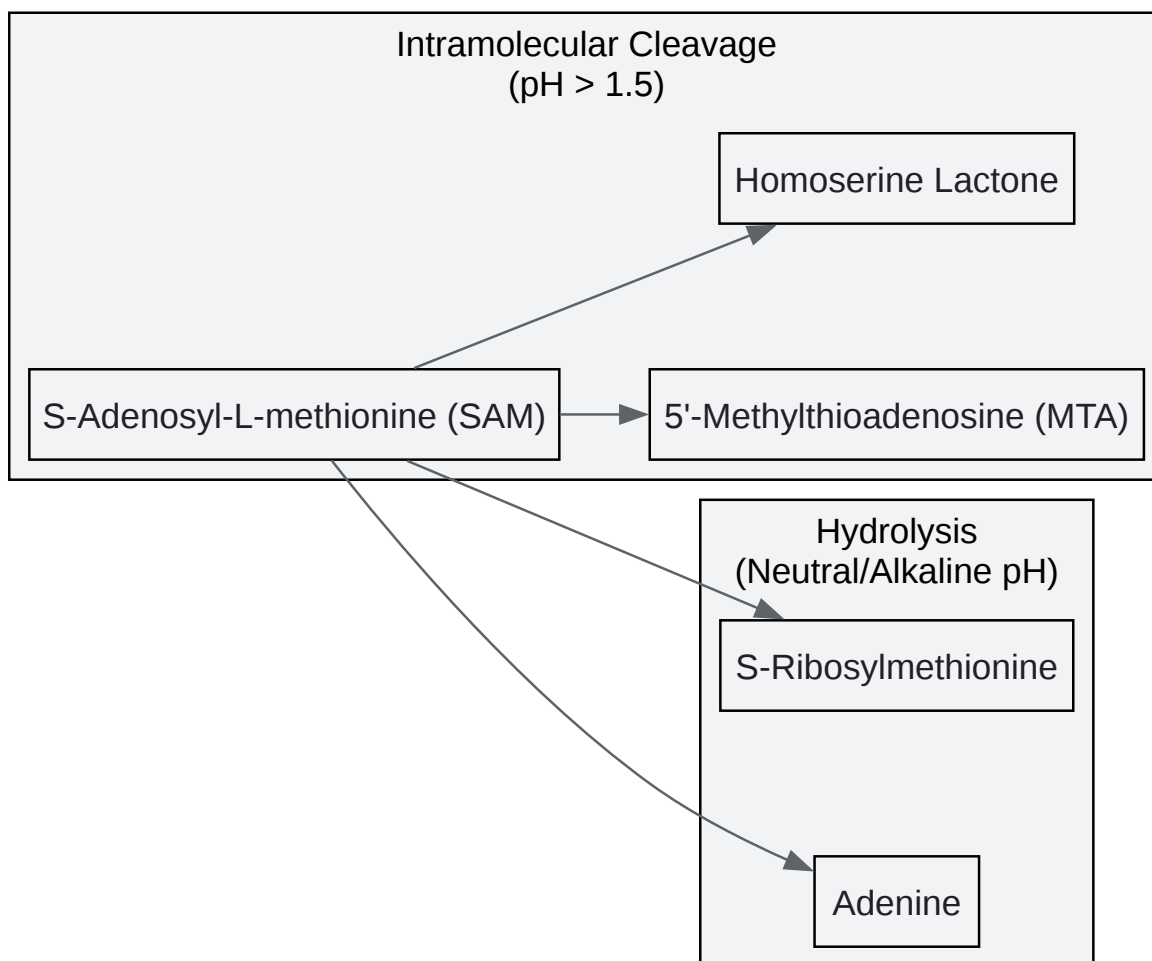 Intramolecular Cleavage
(pH > 1.5)
Homoserine Lactone
S-Adenosyl-L-methionine (SAM)
5'-Methylthioadenosine (MTA)
Hydrolysis
(Neutral/Alkaline pH)
S-Ribosylmethionine
Adenine